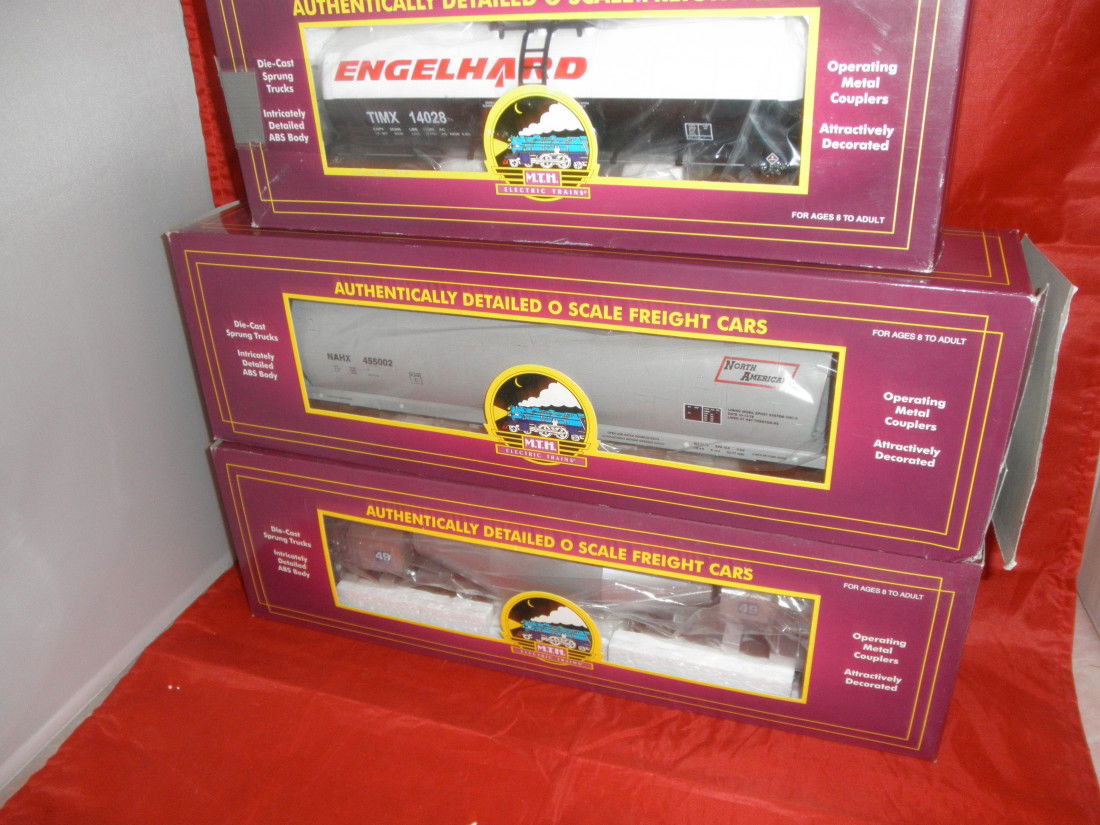 AUTHENTICALLY DETAILED O SCALE FREIGHT
Die-Cast
Sprung
Trucks
Intricately
Detailed
ABS Body
ENGELHARD
TIMX 14028
M.T.H.
ELECTRIC TRAINS
Operating
Metal
Couplers
Attractively
Decorated
FOR AGES 8 TO ADULT
AUTHENTICALLY DETAILED O SCALE FREIGHT CARS
FOR AGES 8 TO ADULT
Die-Cast
Sprung Trucks
Intricately
Detailed
ABS Body
NAHX 455002
NORTH
AMERICAN
M.T.H.
ELECTRIC TRAINS
Operating
Metal
Couplers
Attractively
Decorated
AUTHENTICALLY DETAILED O SCALE FREIGHT CARS
FOR AGES 8 TO ADULT
Die-Cast
Sprung Trucks
Intricately
Detailed
ABS Body
49
49
M.T.H.
ELECTRIC TRAINS
Operating
Metal
Couplers
Attractively
Decorated